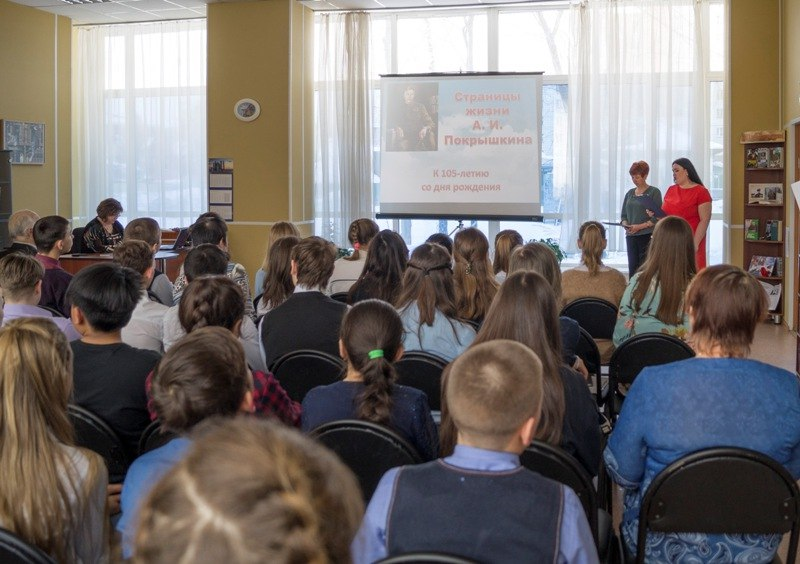 Страницы
жизни
А. И.
Покрышкина
К 105-летию
со дня рождения